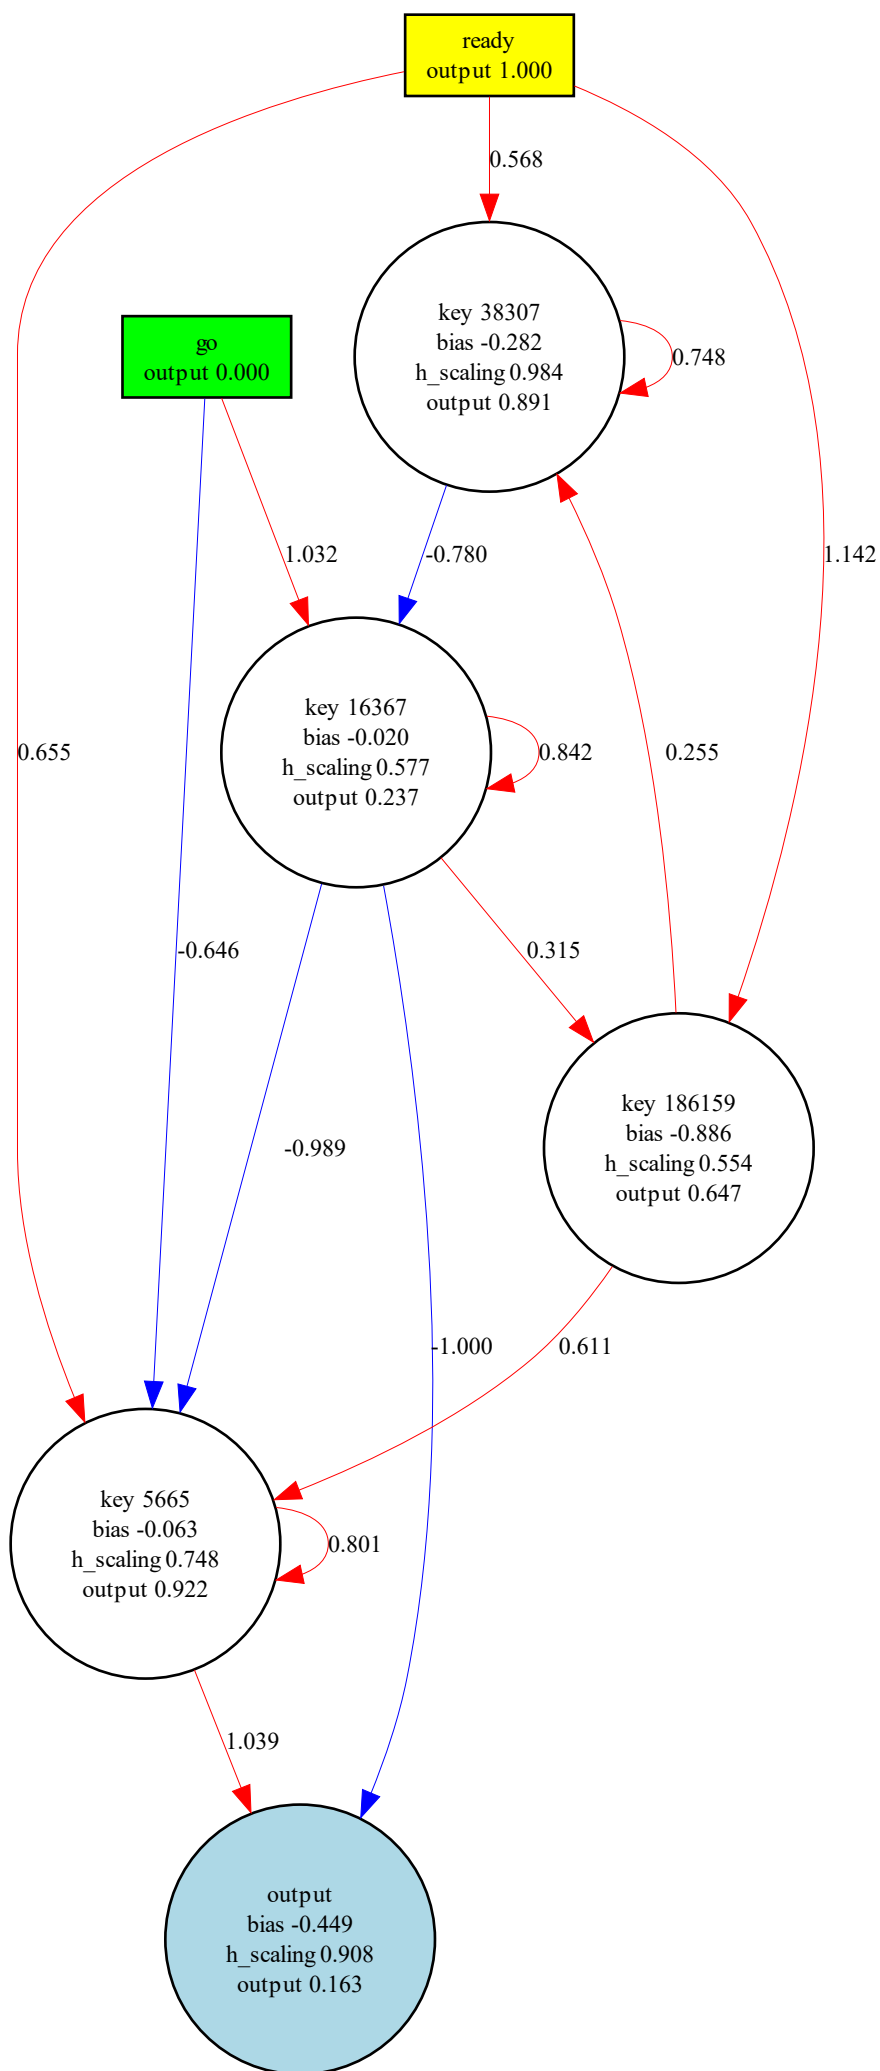 ready
output 1.000
0.568
key 38307
bias -0.282
h_scaling 0.984
output 0.891
0.748
go
output 0.000
1.032
-0.780
1.142
key 16367
bias -0.020
h_scaling 0.577
output 0.237
0.655
0.842
0.255
-0.646
0.315
key 186159
bias -0.886
h_scaling 0.554
output 0.647
-0.989
-1.000
0.611
key 5665
bias -0.063
h_scaling 0.748
output 0.922
0.801
1.039
output
bias -0.449
h_scaling 0.908
output 0.163